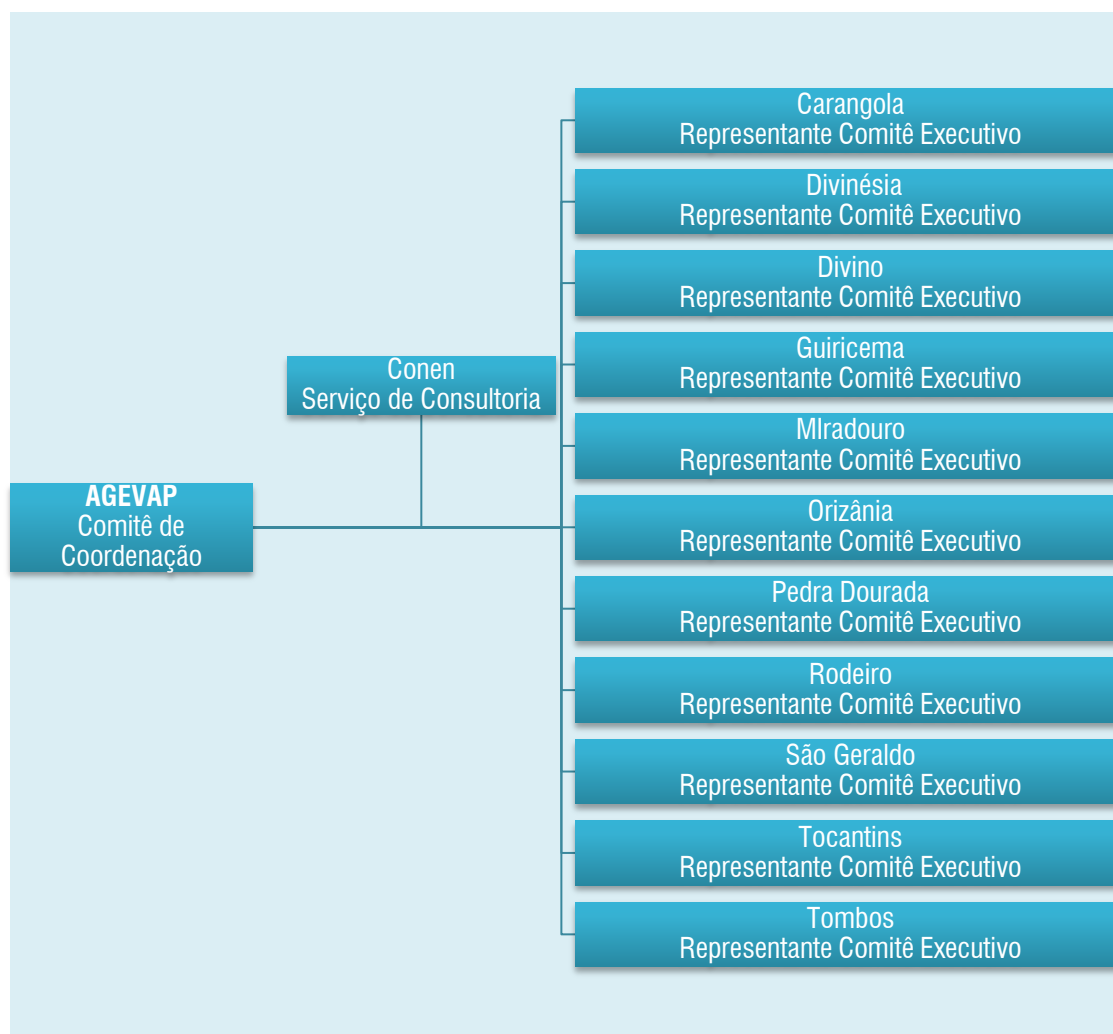 Carangola
Representante Comitê Executivo
Divinésia
Representante Comitê Executivo
Divino
Representante Comitê Executivo
Guiricema
Representante Comitê Executivo
Conen
Serviço de Consultoria
MIradouro
Representante Comitê Executivo
AGEVAP
Comitê de
Coordenação
Orizânia
Representante Comitê Executivo
Pedra Dourada
Representante Comitê Executivo
Rodeiro
Representante Comitê Executivo
São Geraldo
Representante Comitê Executivo
Tocantins
Representante Comitê Executivo
Tombos
Representante Comitê Executivo